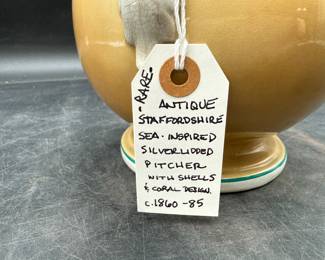 ·RARE·
ANTIQUE
STAFFORDSHIRE
SEA-INSPIRED
SILVERLIDDED
PITCHER
WITH SHELLS
& CORAL DESIGN.
C.1860-85